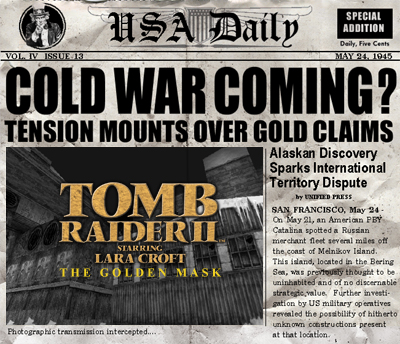 USA Daily
SPECIAL
ADDITION
Daily, Five Cents
VOL. IV ISSUE-13
MAY 24, 1945
COLD WAR COMING?
TENSION MOUNTS OVER GOLD CLAIMS
TOMB
RAIDER II™
STARRING
LARA CROFT
THE GOLDEN MASK
Photographic transmission intercepted....
Alaskan Discovery
Sparks International
Territory Dispute
by UNIFIED PRESS
SAN FRANCISCO, May 24 -
On May 21, an American PBY
Catalina spotted a Russian
merchant fleet several miles off
the coast of Melnikov Island.
This island, located in the Bering
Sea, was previously thought to be
uninhabited and of no discernable
strategic value. Further investi-
gation by US military operatives
revealed the possibility of hitherto
unknown constructions present
at that location.